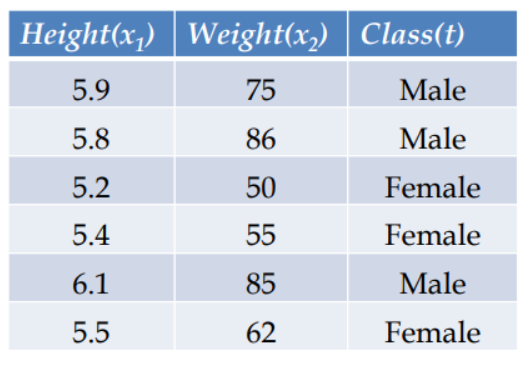 Height(x₁) Weight(x₂) Class(t)
5.9 75 Male
5.8 86 Male
5.2 50 Female
5.4 55 Female
6.1 85 Male
5.5 62 Female